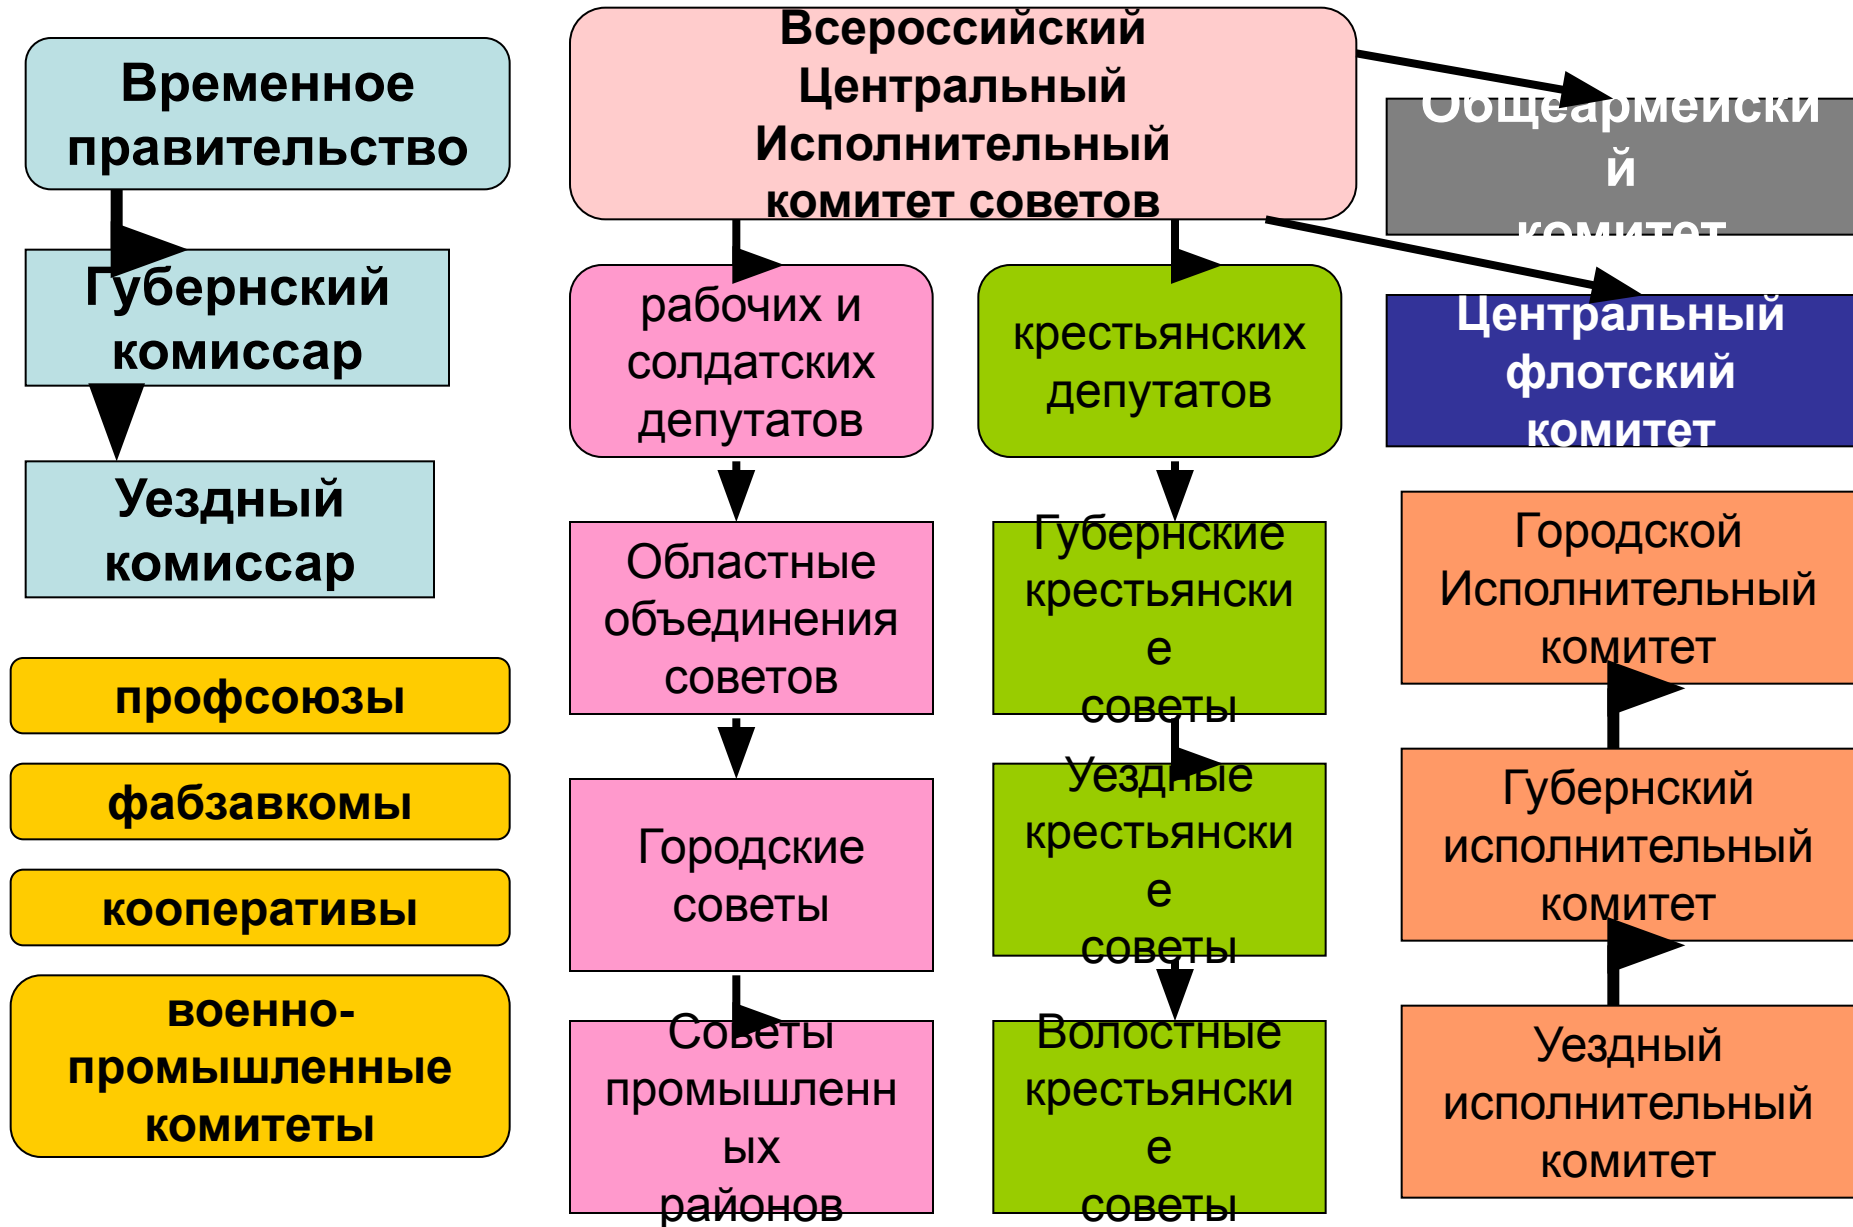 Временное
правительство
Губернский
комиссар
Уездный
комиссар
профсоюзы
фабзавкомы
кооперативы
военно-
промышленные
комитеты
Всероссийский
Центральный
Исполнительный
комитет советов
рабочих и
солдатских
депутатов
Областные
объединения
советов
Городские
советы
Советы
промышленн
ых
районов
крестьянских
депутатов
Губернские
крестьянски
е
советы
Уездные
крестьянски
е
советы
Волостные
крестьянски
е
советы
Общеармейски
й
комитет
Центральный
флотский
комитет
Городской
Исполнительный
комитет
Губернский
исполнительный
комитет
Уездный
исполнительный
комитет